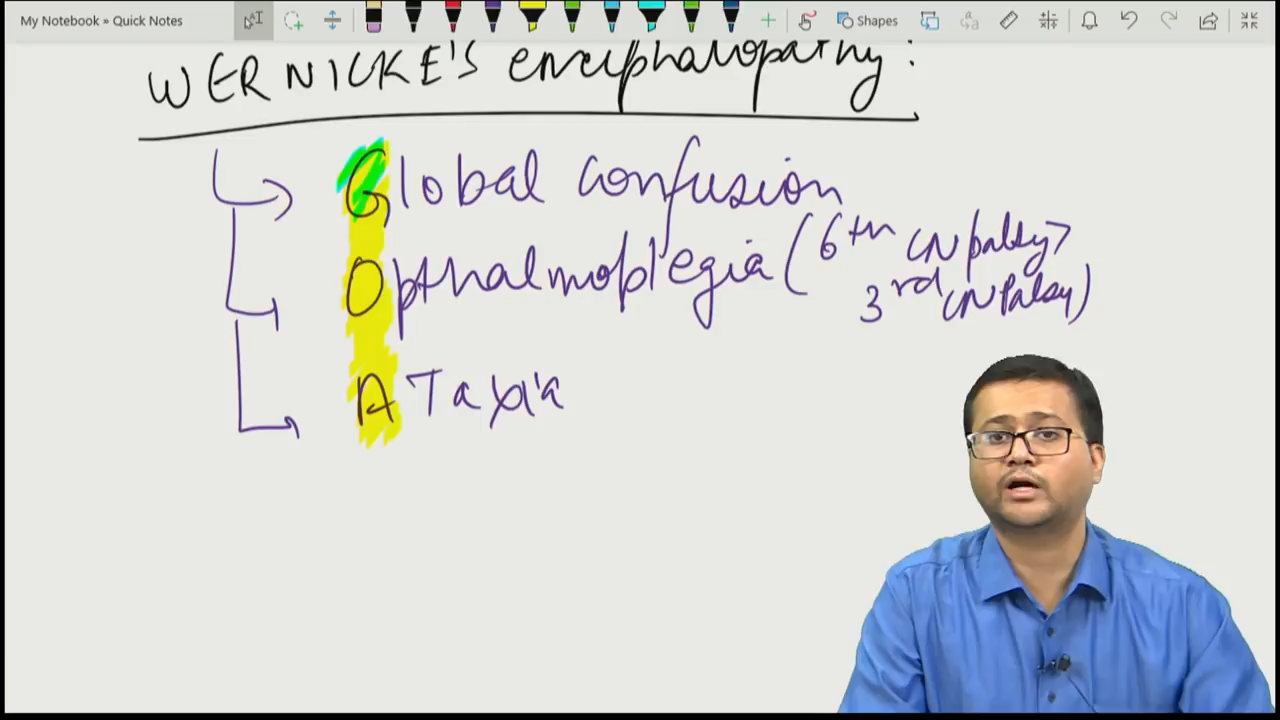 My Notebook » Quick Notes
Shapes
WERNICKE'S encephalopathy:
Global confusion
Opthalmoplegia (6th CN palsy >
3rd CN Palsy)
ATaxia